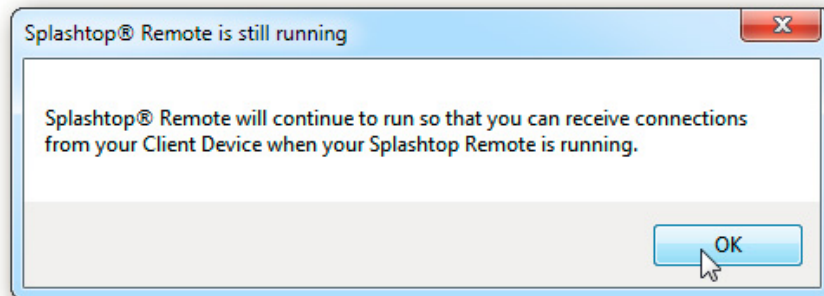 Splashtop® Remote is still running
Splashtop® Remote will continue to run so that you can receive connections
from your Client Device when your Splashtop Remote is running.
OK